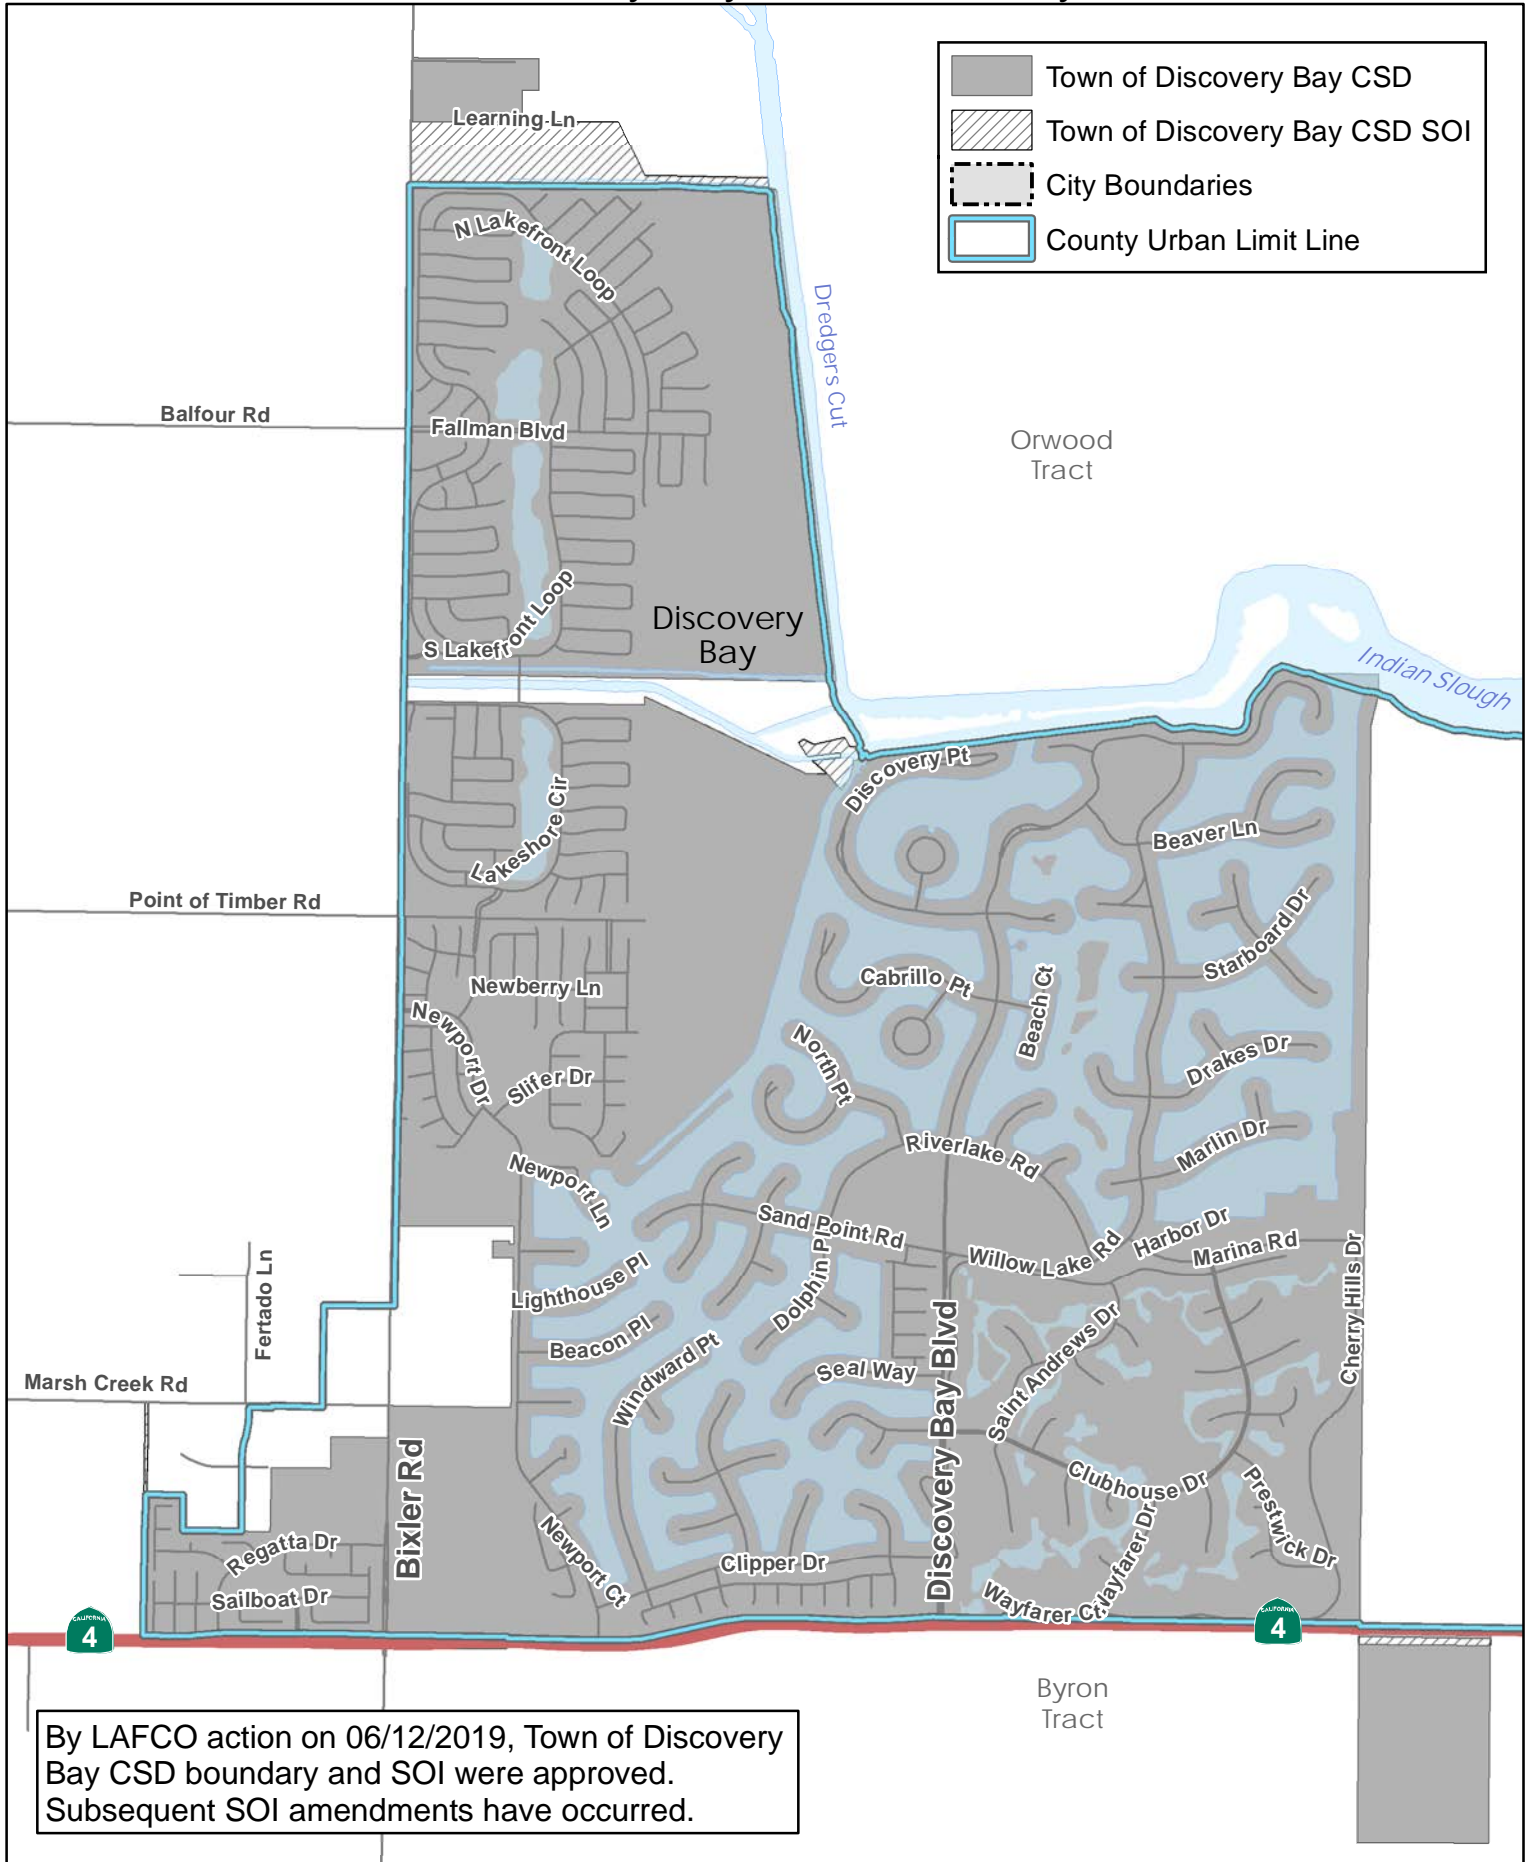 Town of Discovery Bay CSD
Town of Discovery Bay CSD SOI
City Boundaries
County Urban Limit Line
Learning Ln
N Lakefront Loop
Dredgers Cut
Balfour Rd
Fallman Blvd
Orwood
Tract
S Lakefront Loop
Discovery
Bay
Indian Slough
Discovery Pt
Lakeshore Cir
Beaver Ln
Point of Timber Rd
Starboard Dr
Cabrillo Pt
Newberry Ln
Beach Ct
Newport Dr
North Pt
Slifer Dr
Drakes Dr
Marlin Dr
Riverlake Rd
Newport Ln
Sand Point Rd
Harbor Dr
Willow Lake Rd
Marina Rd
Fertado Ln
Lighthouse Pl
Dolphin Pl
Cherry Hills Dr
Beacon Pl
Windward Pt
Seal Way
Saint Andrews Dr
Marsh Creek Rd
Discovery Bay Blvd
Bixler Rd
Clubhouse Dr
Prestwick Dr
Regatta Dr
Newport Ct
Clipper Dr
Wayfarer Dr
Sailboat Dr
Wayfarer Ct
CALIFORNIA
4
CALIFORNIA
4
Byron
Tract
By LAFCO action on 06/12/2019, Town of Discovery
Bay CSD boundary and SOI were approved.
Subsequent SOI amendments have occurred.